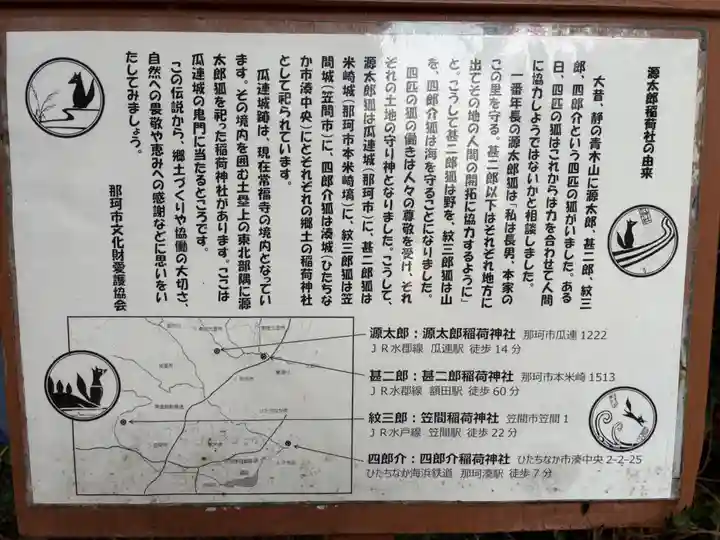 源太郎稲荷社の由来
大昔、静の青木山に源太郎、甚二郎、紋三
郎、四郎介という四匹の狐がいました。ある
日、四匹の狐はこれからは力を合わせて人間
に協力しようではないかと相談しました。
一番年長の源太郎狐は「私は長男、本家の
この里を守る。甚二郎以下はそれぞれ地方に
出てその地の人間の開拓に協力するように」
と。こうして甚二郎狐は野を、紋三郎狐は山
を、四郎介狐は海を守ることになりました。
四匹の狐の働きは人々の尊敬を受け、それ
ぞれの土地の守り神となりました。こうして、
源太郎狐は瓜連城(那珂市)に、甚二郎狐は
米崎城(那珂市本米崎塙)に、紋三郎狐は笠
間城(笠間市)に、四郎介狐は湊城(ひたちな
か市湊中央)にとそれぞれの郷土の稲荷神社
として祀られています。
瓜連城跡は、現在常福寺の境内となってい
ます。その境内を囲む土塁上の東北部隅に源
太郎狐を祀った稲荷神社があります。ここは
瓜連城の鬼門に当たるところです。
この伝説から、郷土づくりや協働の大切さ、
自然への畏敬や恵みへの感謝などに思いをい
たしてみましょう。
那珂市文化財愛護協会
源太郎:源太郎稲荷神社 那珂市瓜連 1222
JR水郡線 瓜連駅 徒歩 14 分
甚二郎:甚二郎稲荷神社 那珂市本米崎 1513
JR水郡線 額田駅 徒歩 60 分
紋三郎:笠間稲荷神社 笠間市笠間 1
JR水戸線 笠間駅 徒歩 22 分
四郎介:四郎介稲荷神社 ひたちなか市湊中央 2-2-25
ひたちなか海浜鉄道 那珂湊駅 徒歩 7 分